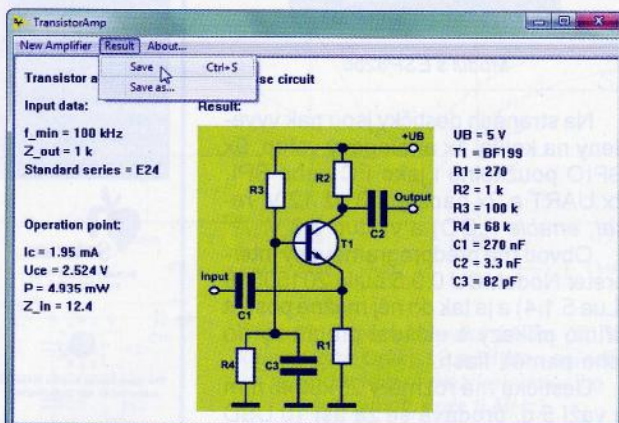 TransistorAmp
New Amplifier Result About...
Save Ctrl+S
Save as...
Transistor a se circuit
Input data:
f_min = 100 kHz
Z_out = 1 k
Standard series = E24
Operation point:
Ic = 1.95 mA
Uce = 2.524 V
P = 4.935 mW
Z_in = 12.4
Result:
+UB
R3
R2
Output
C2
T1
Input
C1
R4
C3
R1
UB = 5 V
T1 = BF199
R1 = 270
R2 = 1 k
R3 = 100 k
R4 = 68 k
C1 = 270 nF
C2 = 3.3 nF
C3 = 82 pF